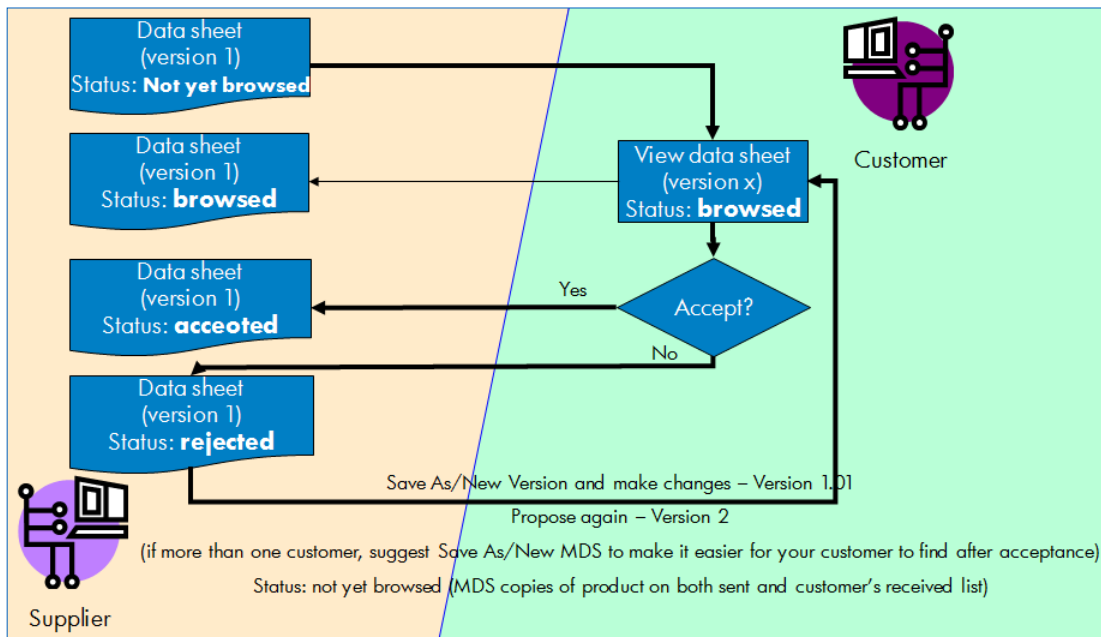 Data sheet
(version 1)
Status: Not yet browsed
Customer
Data sheet
(version 1)
Status: browsed
View data sheet
(version x)
Status: browsed
Data sheet
(version 1)
Status: acceoted
Yes
Accept?
No
Data sheet
(version 1)
Status: rejected
Save As/New Version and make changes – Version 1.01
Propose again – Version 2
(if more than one customer, suggest Save As/New MDS to make it easier for your customer to find after acceptance)
Status: not yet browsed (MDS copies of product on both sent and customer's received list)
Supplier